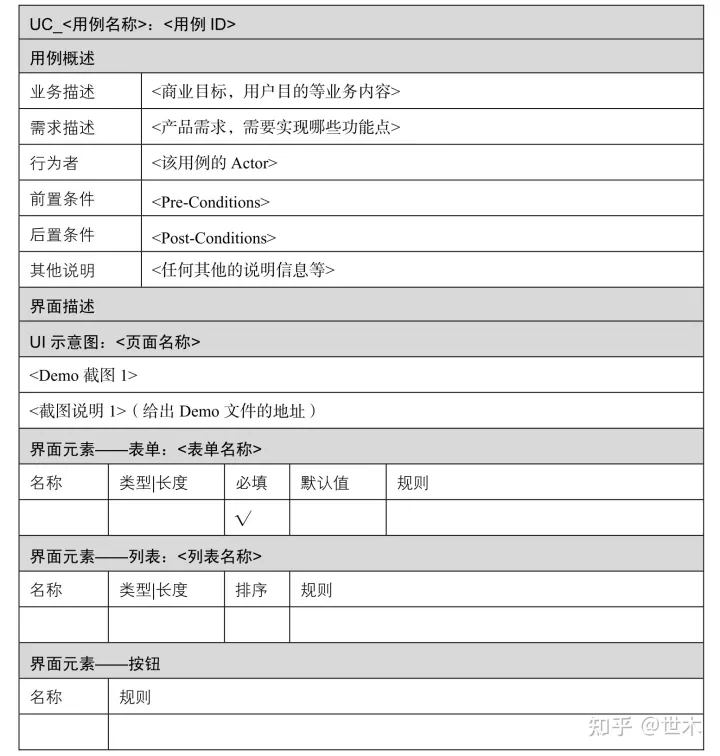 UC_<用例名称>：<用例 ID>
用例概述
业务描述 <商业目标，用户目的等业务内容>
需求描述 <产品需求，需要实现哪些功能点>
行为者 <该用例的 Actor>
前置条件 <Pre-Conditions>
后置条件 <Post-Conditions>
其他说明 <任何其他的说明信息等>
界面描述
UI 示意图：<页面名称>
<Demo 截图 1>
<截图说明 1>（给出 Demo 文件的地址）
界面元素——表单：<表单名称>
名称 类型|长度 必填 默认值 规则
√
界面元素——列表：<列表名称>
名称 类型|长度 排序 规则
界面元素——按钮
名称 规则
知乎 @世木